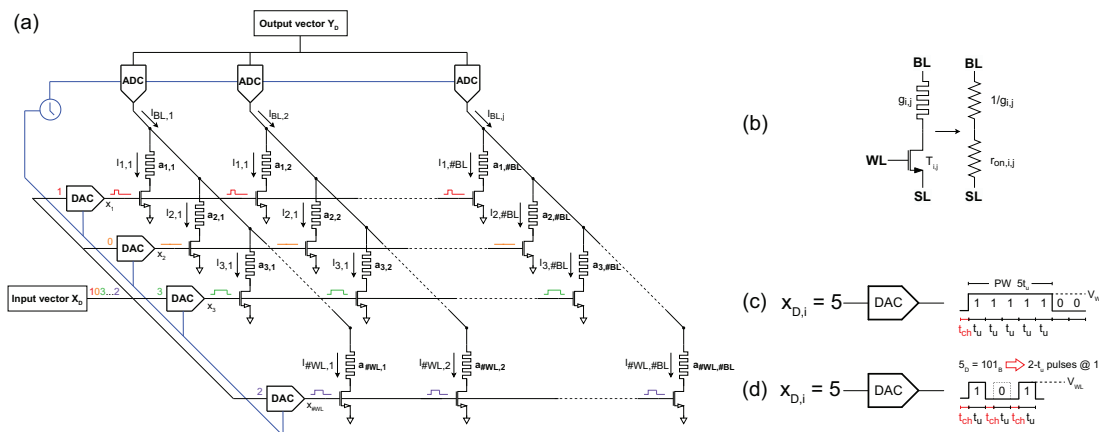 (a)
Output vector Y_D
ADC
ADC
ADC
I_BL,1
I_BL,2
I_BL,j
I_1,1
a_1,1
I_1,1
a_1,2
I_1,#BL
a_1,#BL
1
DAC
x_1
I_2,1
a_2,1
I_2,1
a_2,2
I_2,#BL
a_2,#BL
0
DAC
x_2
I_3,1
a_3,1
I_3,1
a_3,2
I_3,#BL
a_3,#BL
Input vector X_D
103...2
3
DAC
x_3
I_#WL,1
a_#WL,1
I_#WL,2
a_#WL,2
I_#WL,#BL
a_#WL,#BL
2
DAC
x_#WL
(b)
BL
BL
g_i,j
1/g_i,j
WL
T_i,j
r_on,i,j
SL
SL
(c)
x_D,i = 5
DAC
PW 5t_u
1 1 1 1 1 0 0
t_ch t_u t_u t_u t_u t_u
5_D = 101_B 2-t_u pulses @ 1
(d)
x_D,i = 5
DAC
1 0 1
V_WL
t_ch t_u t_ch t_u t_ch t_u